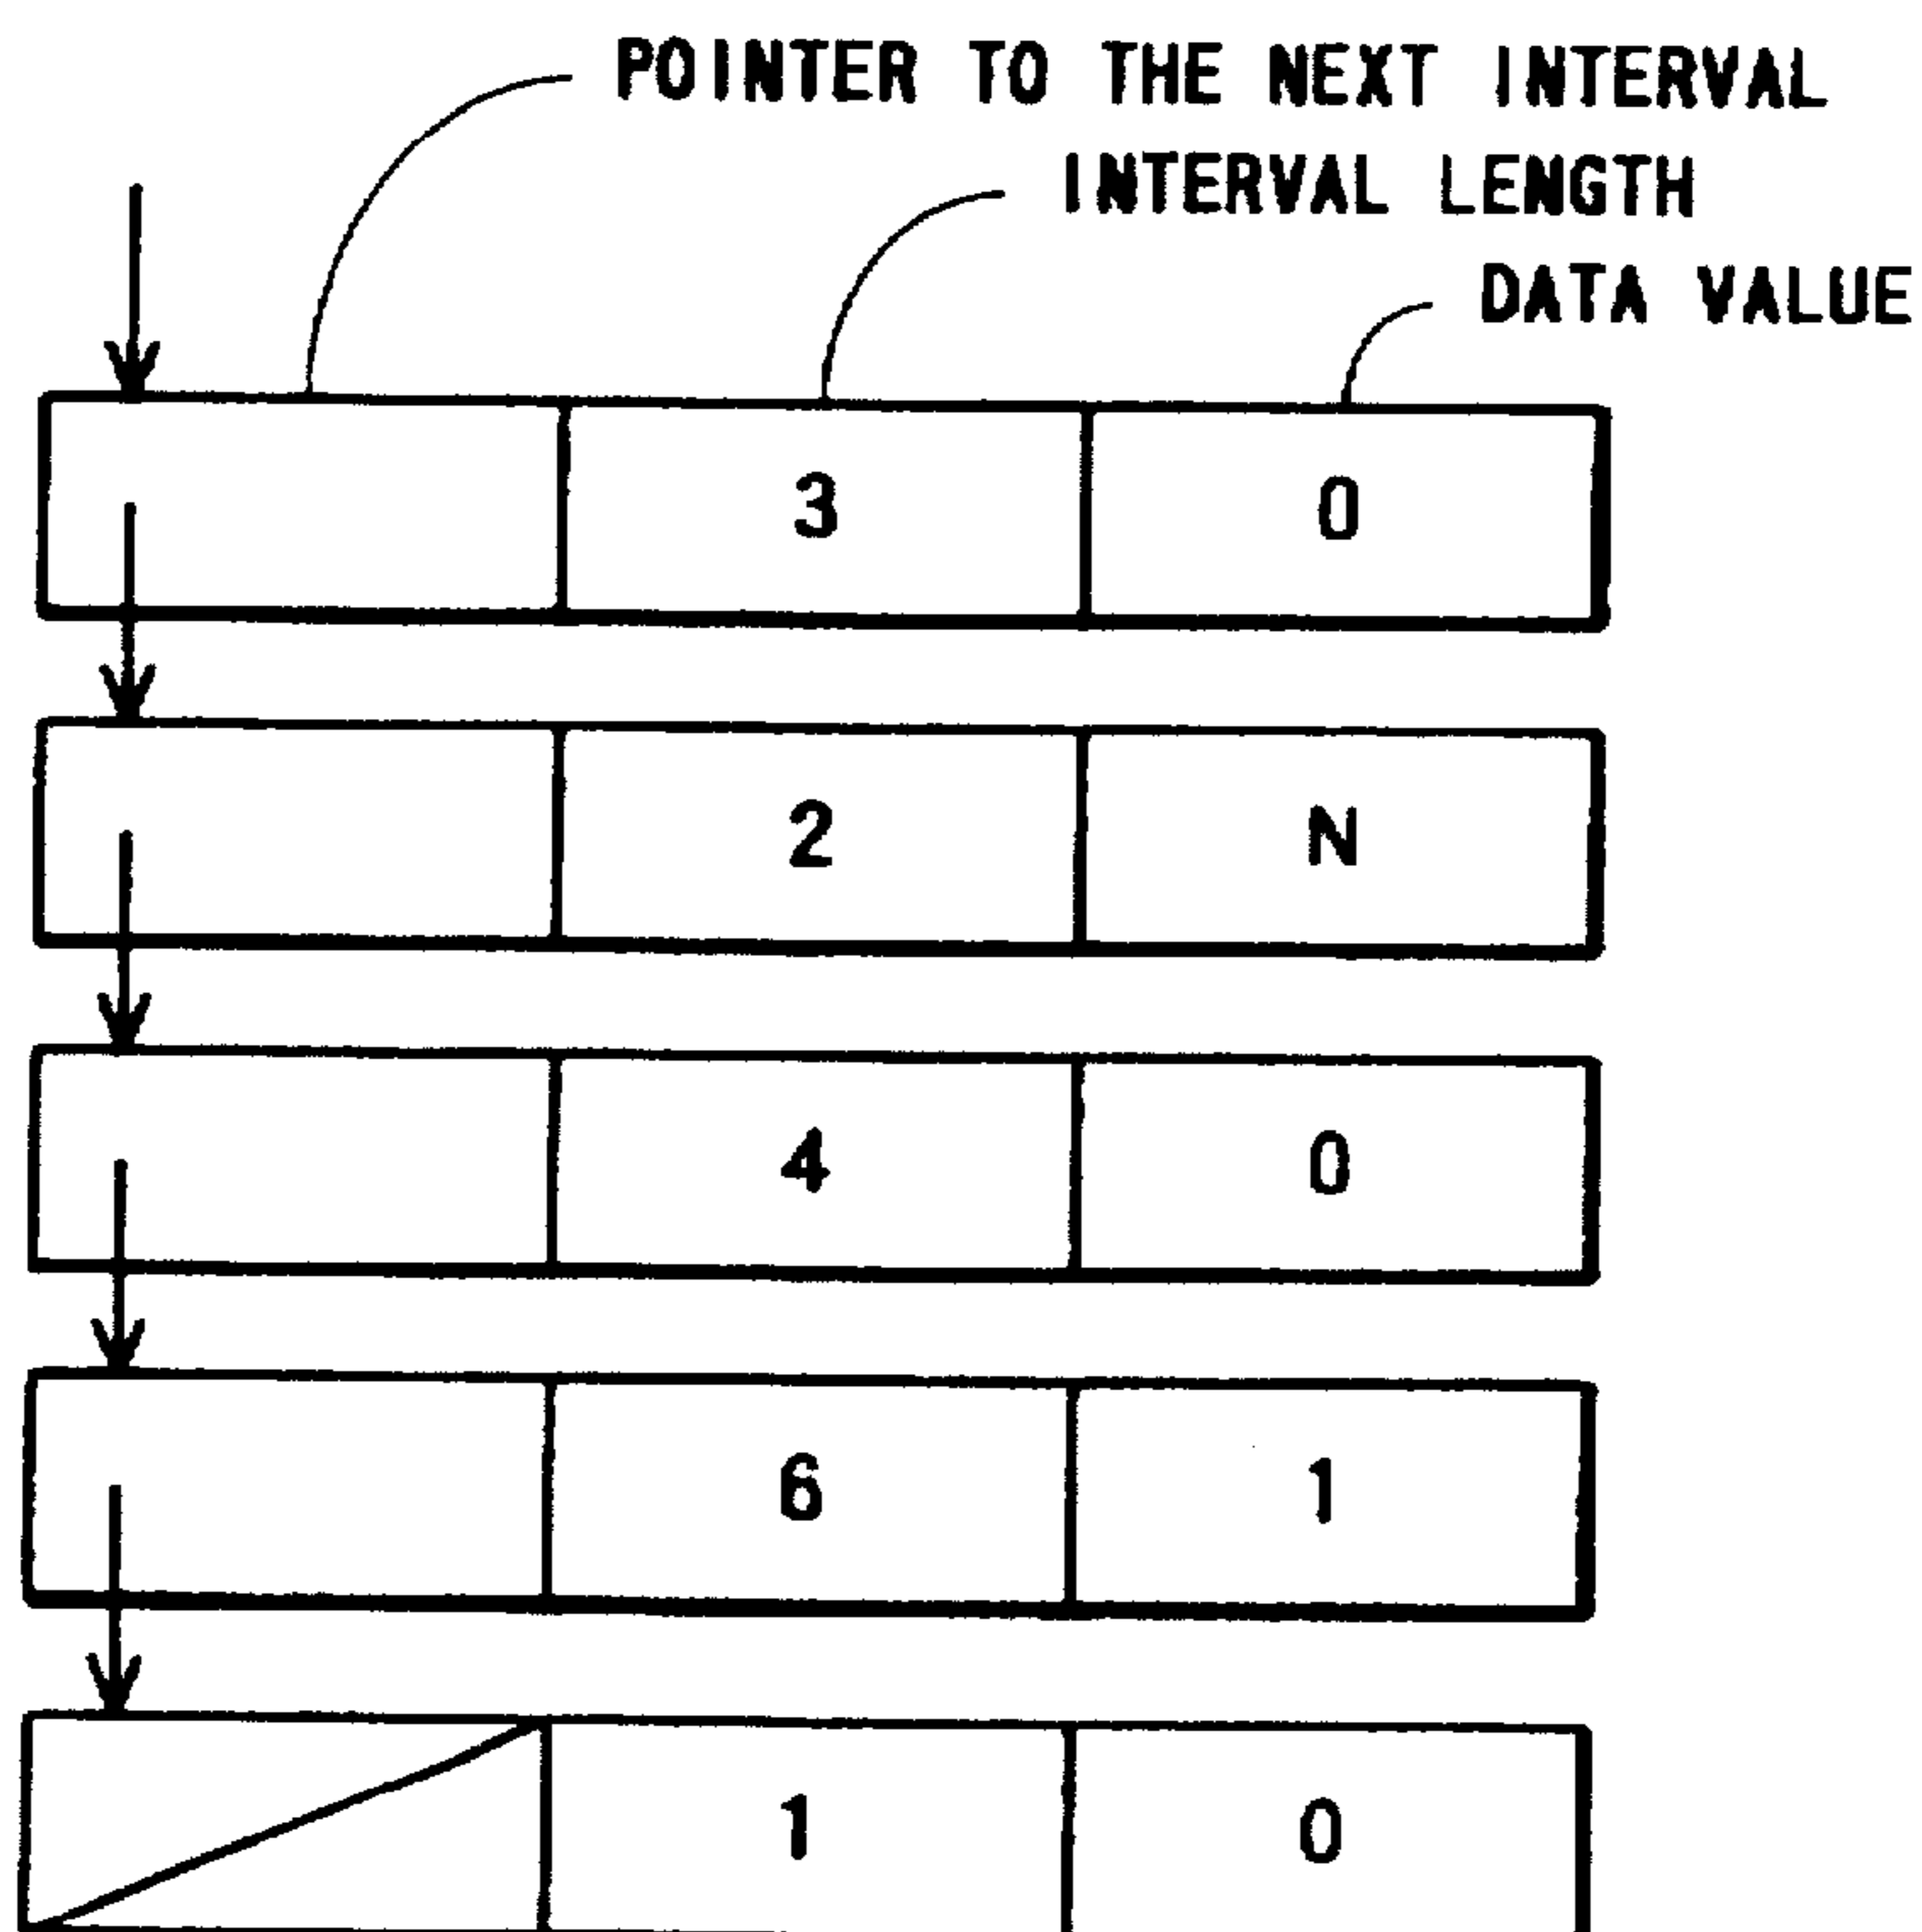 POINTER TO THE NEXT INTERVAL
INTERVAL LENGTH
DATA VALUE
3 0
2 N
4 0
6 1
1 0